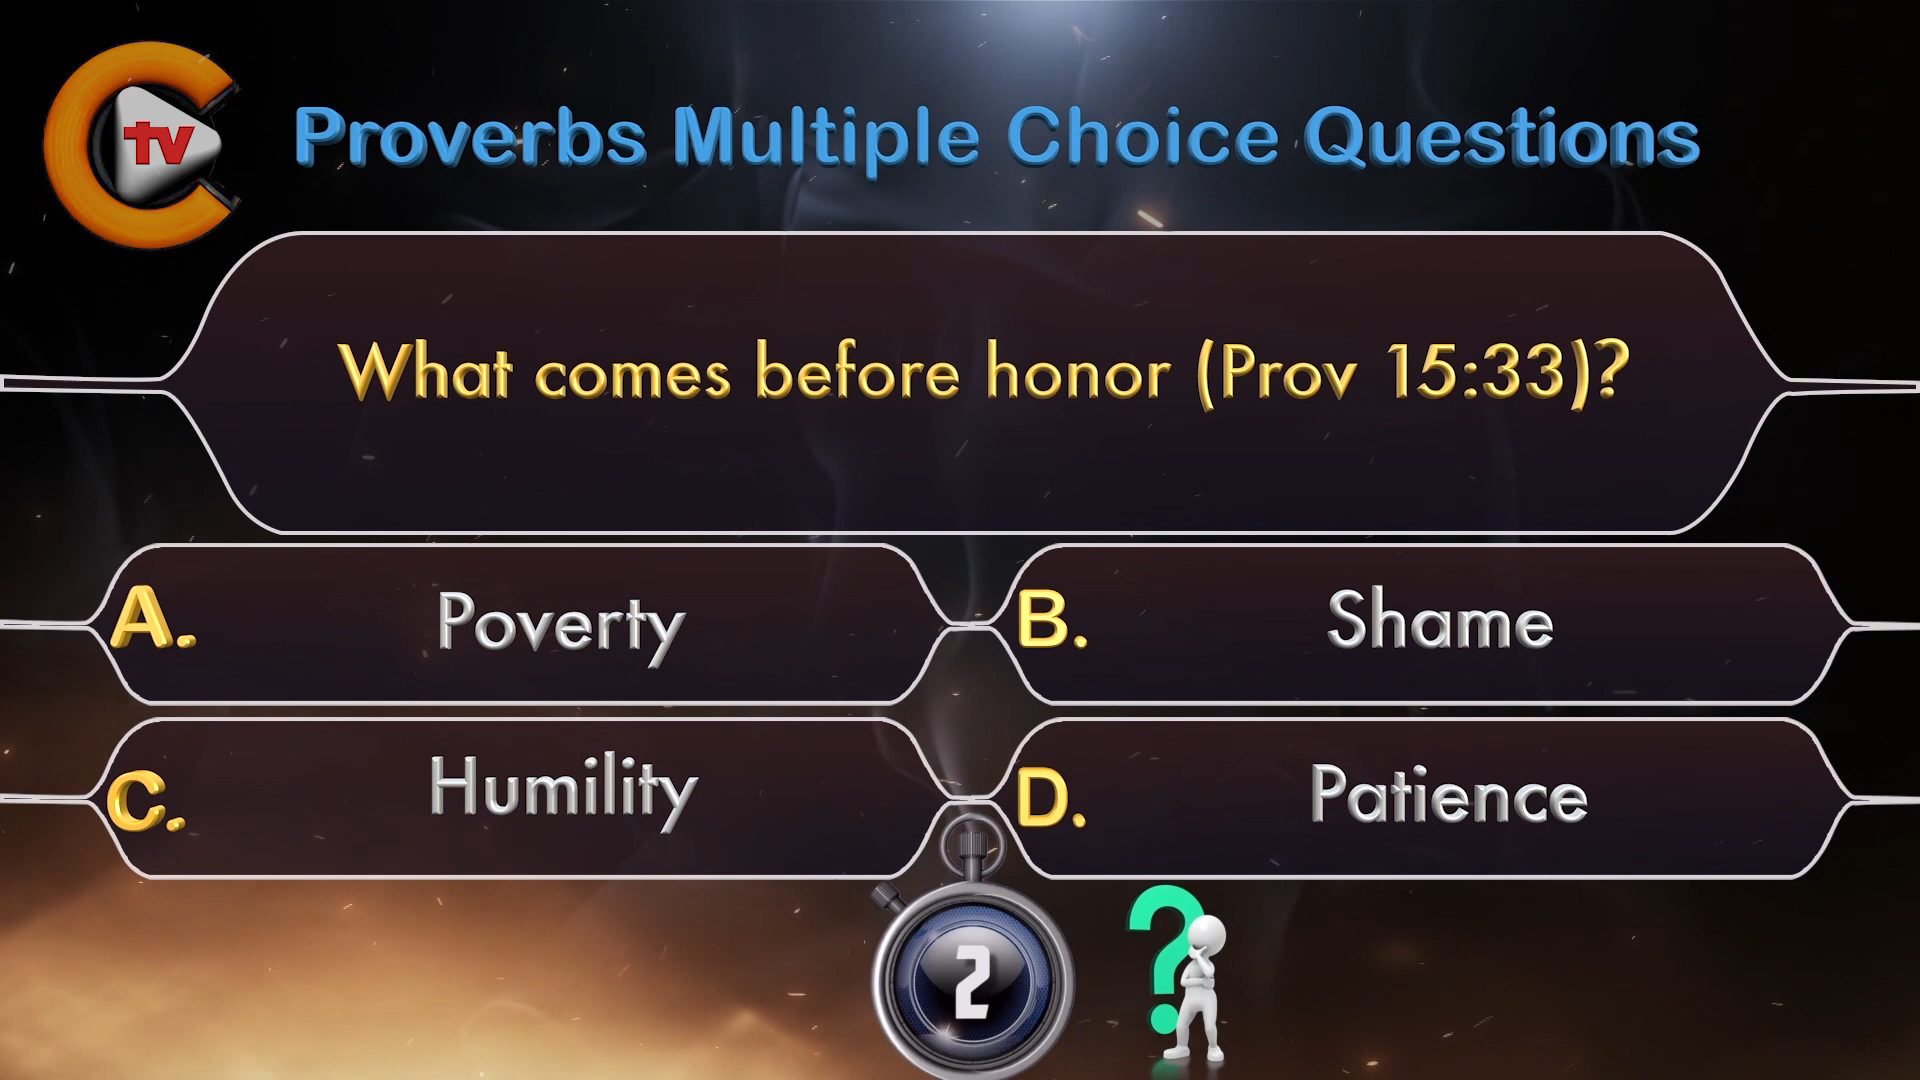 tv
Proverbs Multiple Choice Questions
What comes before honor (Prov 15:33)?
A. Poverty
B. Shame
C. Humility
D. Patience
2
?